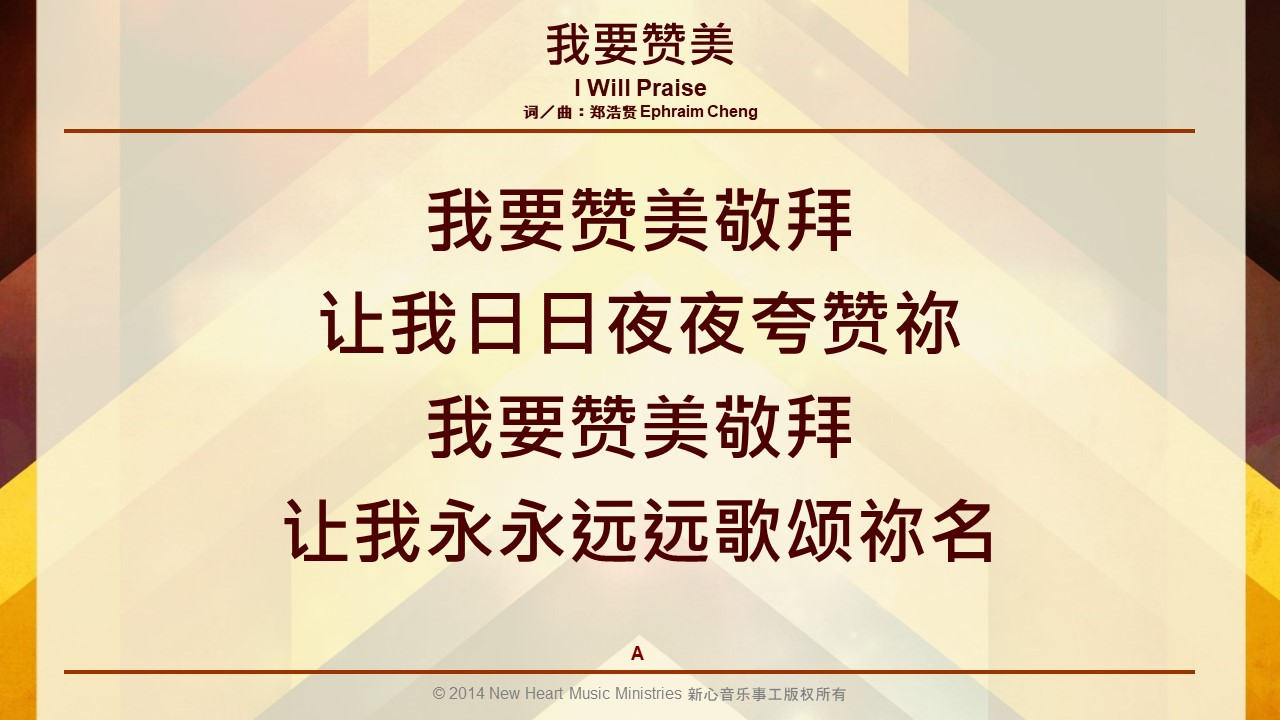 我要赞美
I Will Praise
词／曲：郑浩贤 Ephraim Cheng
我要赞美敬拜
让我日日夜夜夸赞祢
我要赞美敬拜
让我永永远远歌颂祢名
A
© 2014 New Heart Music Ministries 新心音乐事工版权所有